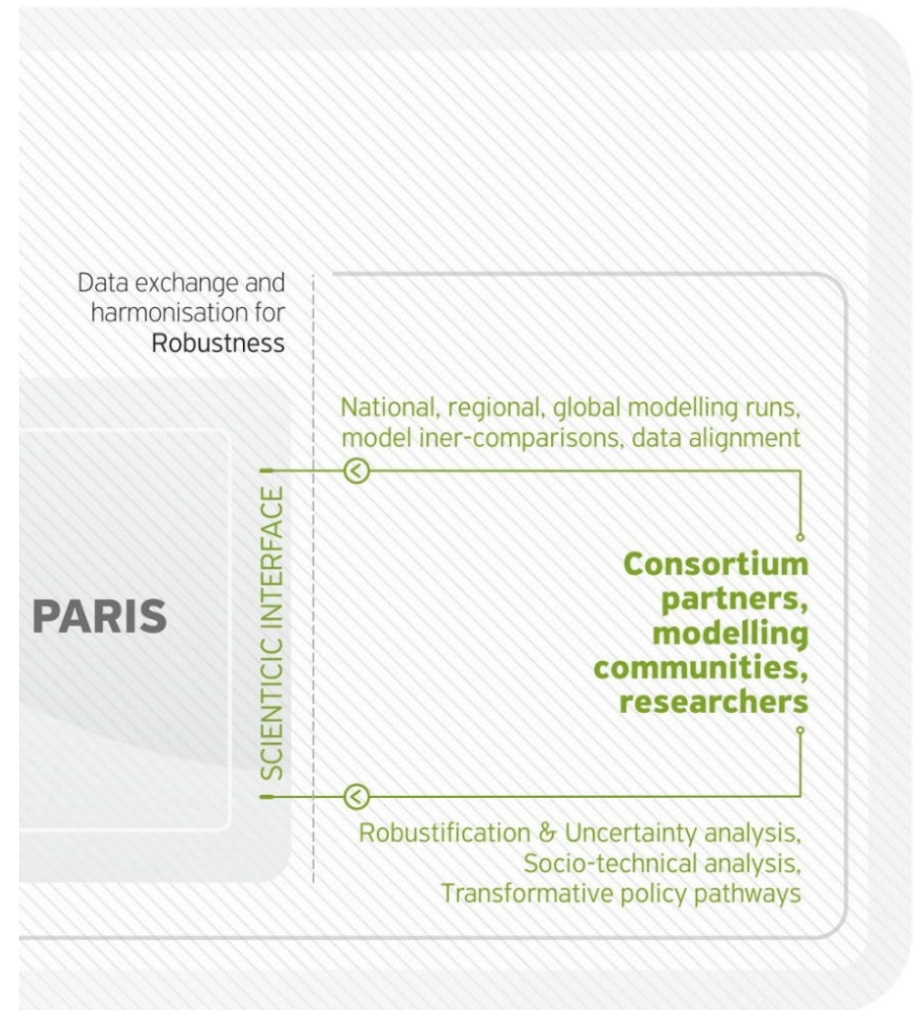 Data exchange and
harmonisation for
Robustness
National, regional, global modelling runs,
model iner-comparisons, data alignment
SCIENTICIC INTERFACE
PARIS
Consortium
partners,
modelling
communities,
researchers
Robustification & Uncertainty analysis,
Socio-technical analysis,
Transformative policy pathways